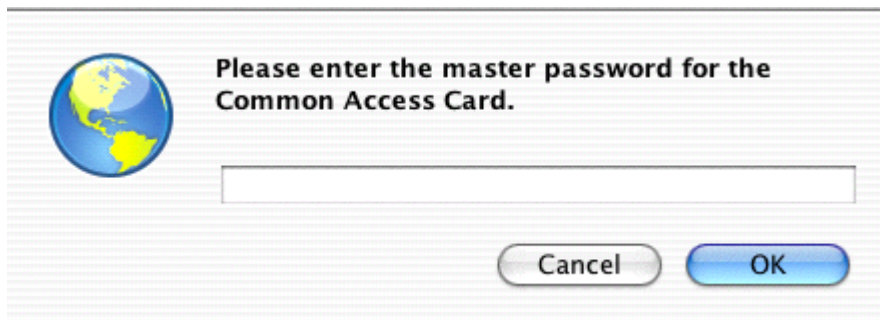 Please enter the master password for the
Common Access Card.
Cancel
OK